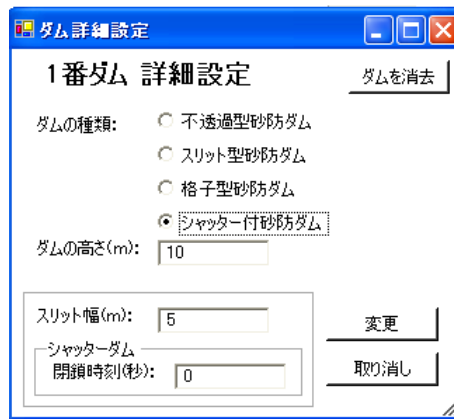 ダム詳細設定
1番ダム 詳細設定
ダムを消去
ダムの種類:
不透過型砂防ダム
スリット型砂防ダム
格子型砂防ダム
シャッター付砂防ダム
ダムの高さ(m): 10
スリット幅(m): 5
変更
シャッターダム
閉鎖時刻(秒): 0
取り消し